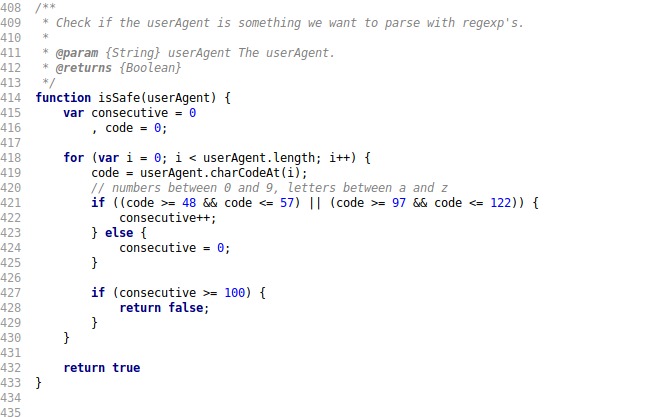 408 /**
409  * Check if the userAgent is something we want to parse with regexp's.
410  *
411  * @param {String} userAgent The userAgent.
412  * @returns {Boolean}
413  */
414 function isSafe(userAgent) {
415     var consecutive = 0
416         , code = 0;
417
418     for (var i = 0; i < userAgent.length; i++) {
419         code = userAgent.charCodeAt(i);
420         // numbers between 0 and 9, letters between a and z
421         if ((code >= 48 && code <= 57) || (code >= 97 && code <= 122)) {
422             consecutive++;
423         } else {
424             consecutive = 0;
425         }
426
427         if (consecutive >= 100) {
428             return false;
429         }
430     }
431
432     return true
433 }
434
435